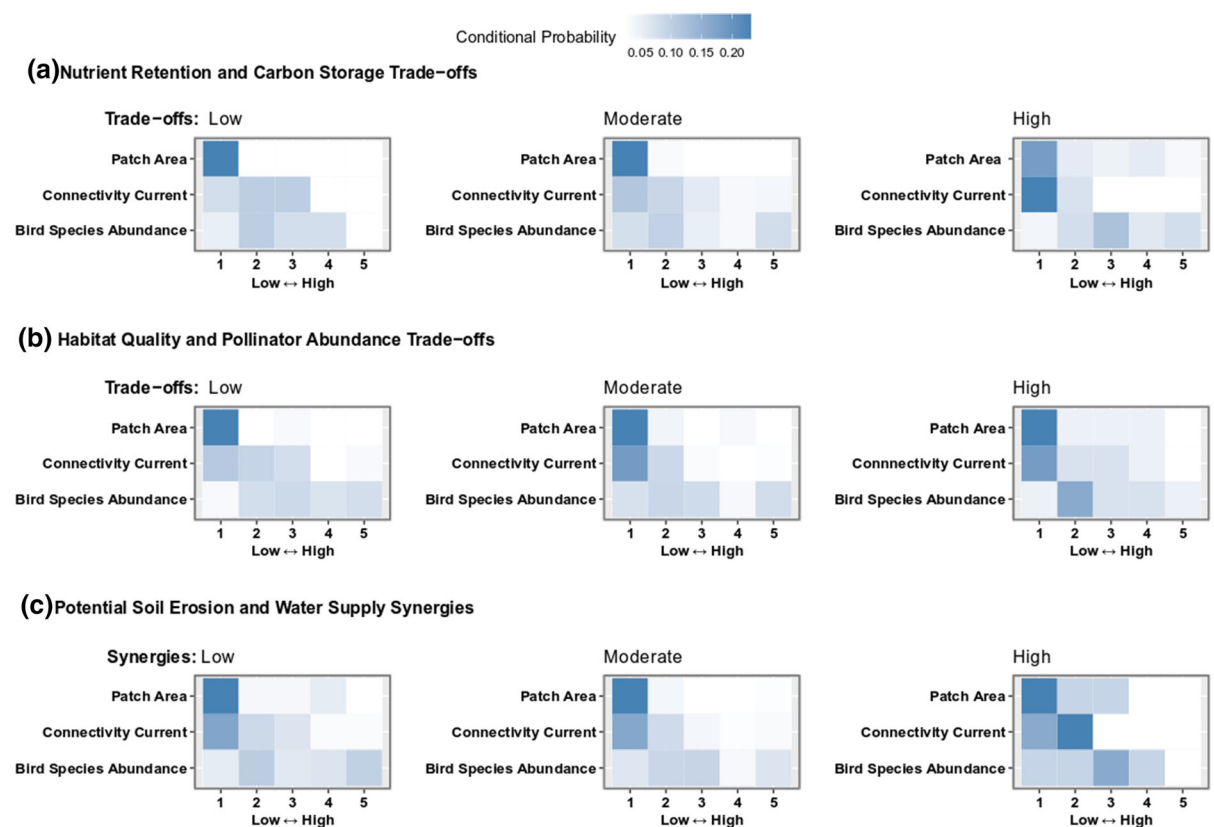 Conditional Probability
0.05 0.10 0.15 0.20
(a)Nutrient Retention and Carbon Storage Trade−offs
Trade−offs: Low
Moderate
High
Patch Area
Connectivity Current
Bird Species Abundance
1 2 3 4 5
Low ↔ High
Patch Area
Connectivity Current
Bird Species Abundance
1 2 3 4 5
Low ↔ High
Patch Area
Connectivity Current
Bird Species Abundance
1 2 3 4 5
Low ↔ High
(b) Habitat Quality and Pollinator Abundance Trade−offs
Trade−offs: Low
Moderate
High
Patch Area
Connectivity Current
Bird Species Abundance
1 2 3 4 5
Low ↔ High
Patch Area
Connectivity Current
Bird Species Abundance
1 2 3 4 5
Low ↔ High
Patch Area
Connnectivity Current
Bird Species Abundance
1 2 3 4 5
Low ↔ High
(c)Potential Soil Erosion and Water Supply Synergies
Synergies: Low
Moderate
High
Patch Area
Connectivity Current
Bird Species Abundance
1 2 3 4 5
Low ↔ High
Patch Area
Connectivity Current
Bird Species Abundance
1 2 3 4 5
Low ↔ High
Patch Area
Connectivity Current
Bird Species Abundance
1 2 3 4 5
Low ↔ High